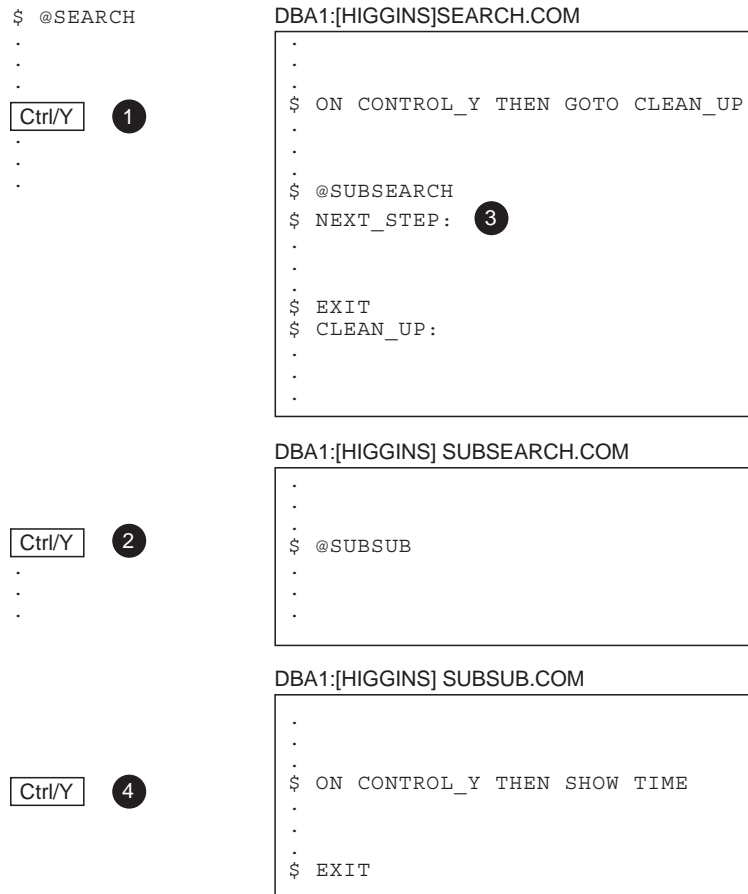 $ @SEARCH
.
.
.
Ctrl/Y 1
.
.
.
DBA1:[HIGGINS]SEARCH.COM
.
.
.
$ ON CONTROL_Y THEN GOTO CLEAN_UP
.
.
.
$ @SUBSEARCH
$ NEXT_STEP: 3
.
.
.
$ EXIT
$ CLEAN_UP:
.
.
.
DBA1:[HIGGINS] SUBSEARCH.COM
.
.
.
Ctrl/Y 2
.
.
.
$ @SUBSUB
.
.
.
DBA1:[HIGGINS] SUBSUB.COM
.
.
.
Ctrl/Y 4
$ ON CONTROL_Y THEN SHOW TIME
.
.
.
$ EXIT